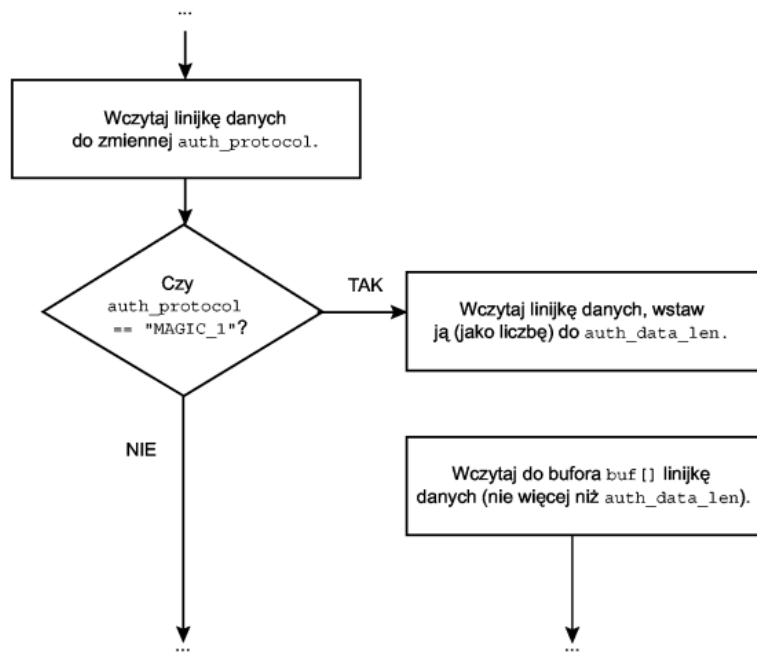 ...
Wczytaj linijkę danych
do zmiennej auth_protocol.
Czy
auth_protocol
== "MAGIC_1"?
TAK
Wczytaj linijkę danych, wstaw
ją (jako liczbę) do auth_data_len.
NIE
Wczytaj do bufora buf[] linijkę
danych (nie więcej niż auth_data_len).
...
...